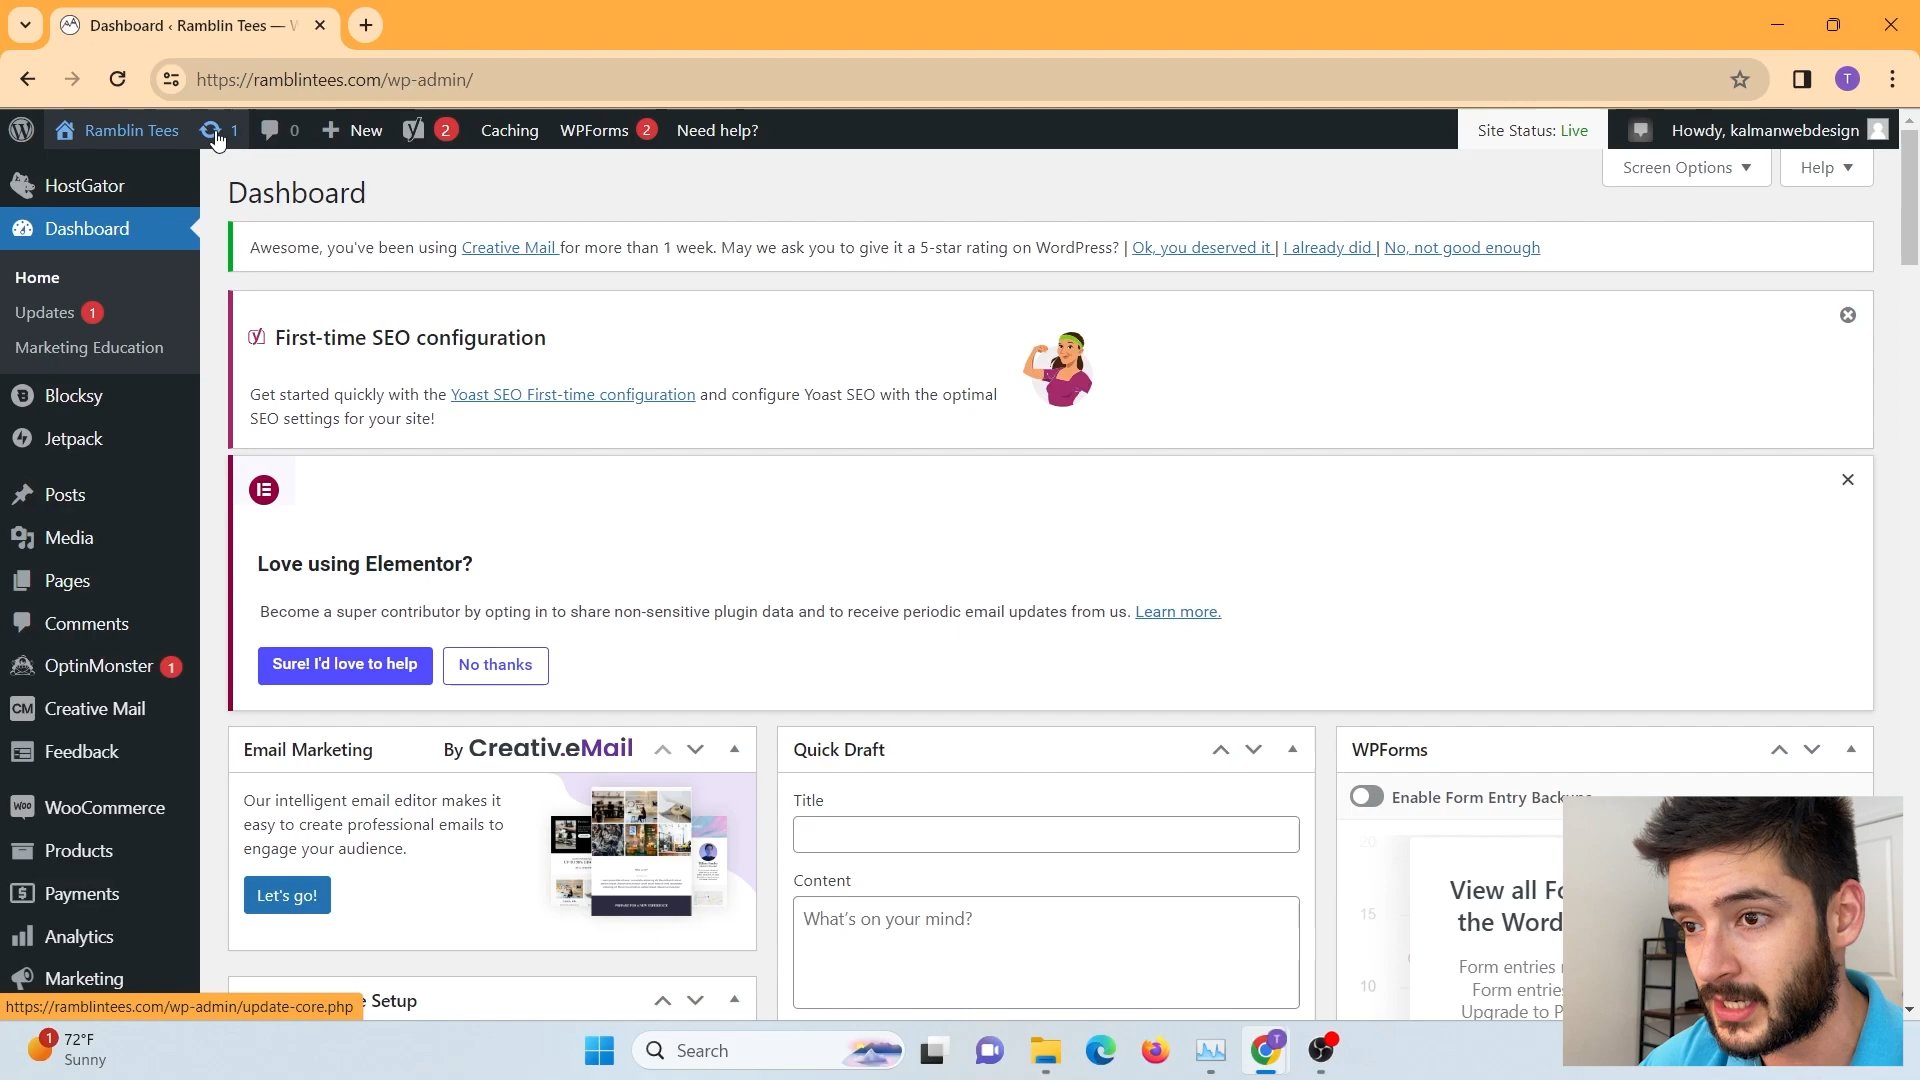 Dashboard ‹ Ramblin Tees —
https://ramblintees.com/wp-admin/
Ramblin Tees 1 0 New 2 Caching WPForms 2 Need help? Site Status: Live Howdy, kalmanwebdesign
Screen Options Help
HostGator
Dashboard
Home
Updates 1
Marketing Education
Blocksy
Jetpack
Posts
Media
Pages
Comments
OptinMonster 1
CM Creative Mail
Feedback
Woo WooCommerce
Products
Payments
Analytics
Marketing
Dashboard
Awesome, you've been using Creative Mail for more than 1 week. May we ask you to give it a 5-star rating on WordPress? | Ok, you deserved it | I already did | No, not good enough
First-time SEO configuration
Get started quickly with the Yoast SEO First-time configuration and configure Yoast SEO with the optimal
SEO settings for your site!
Love using Elementor?
Become a super contributor by opting in to share non-sensitive plugin data and to receive periodic email updates from us. Learn more.
Sure! I'd love to help No thanks
Email Marketing By Creativ.eMail
Our intelligent email editor makes it
easy to create professional emails to
engage your audience.
Let's go!
Setup
Quick Draft
Title
Content
What's on your mind?
WPForms
Enable Form Entry Backups
20
15
10
View all Fo
the Word
Form entries
Form entrie
Upgrade to P
https://ramblintees.com/wp-admin/update-core.php
1 72°F
Sunny
Search
T
T